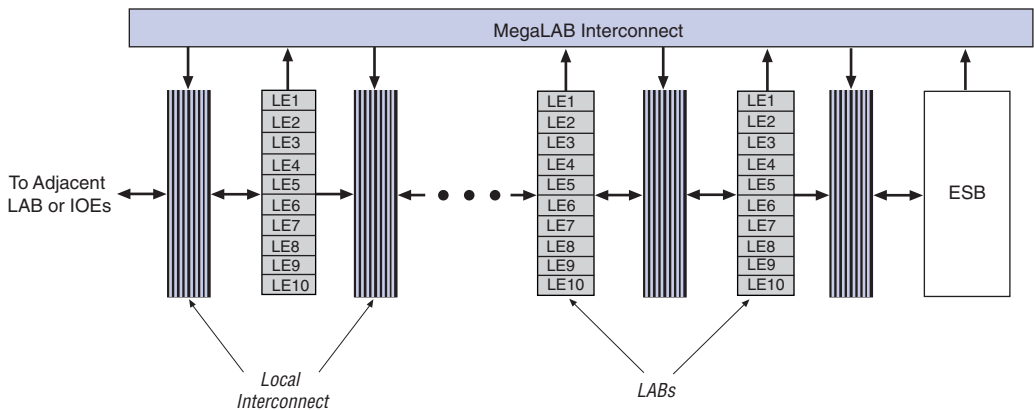 MegaLAB Interconnect
LE1
LE2
LE3
LE4
LE5
LE6
LE7
LE8
LE9
LE10
LE1
LE2
LE3
LE4
LE5
LE6
LE7
LE8
LE9
LE10
LE1
LE2
LE3
LE4
LE5
LE6
LE7
LE8
LE9
LE10
To Adjacent
LAB or IOEs
ESB
Local
Interconnect
LABs